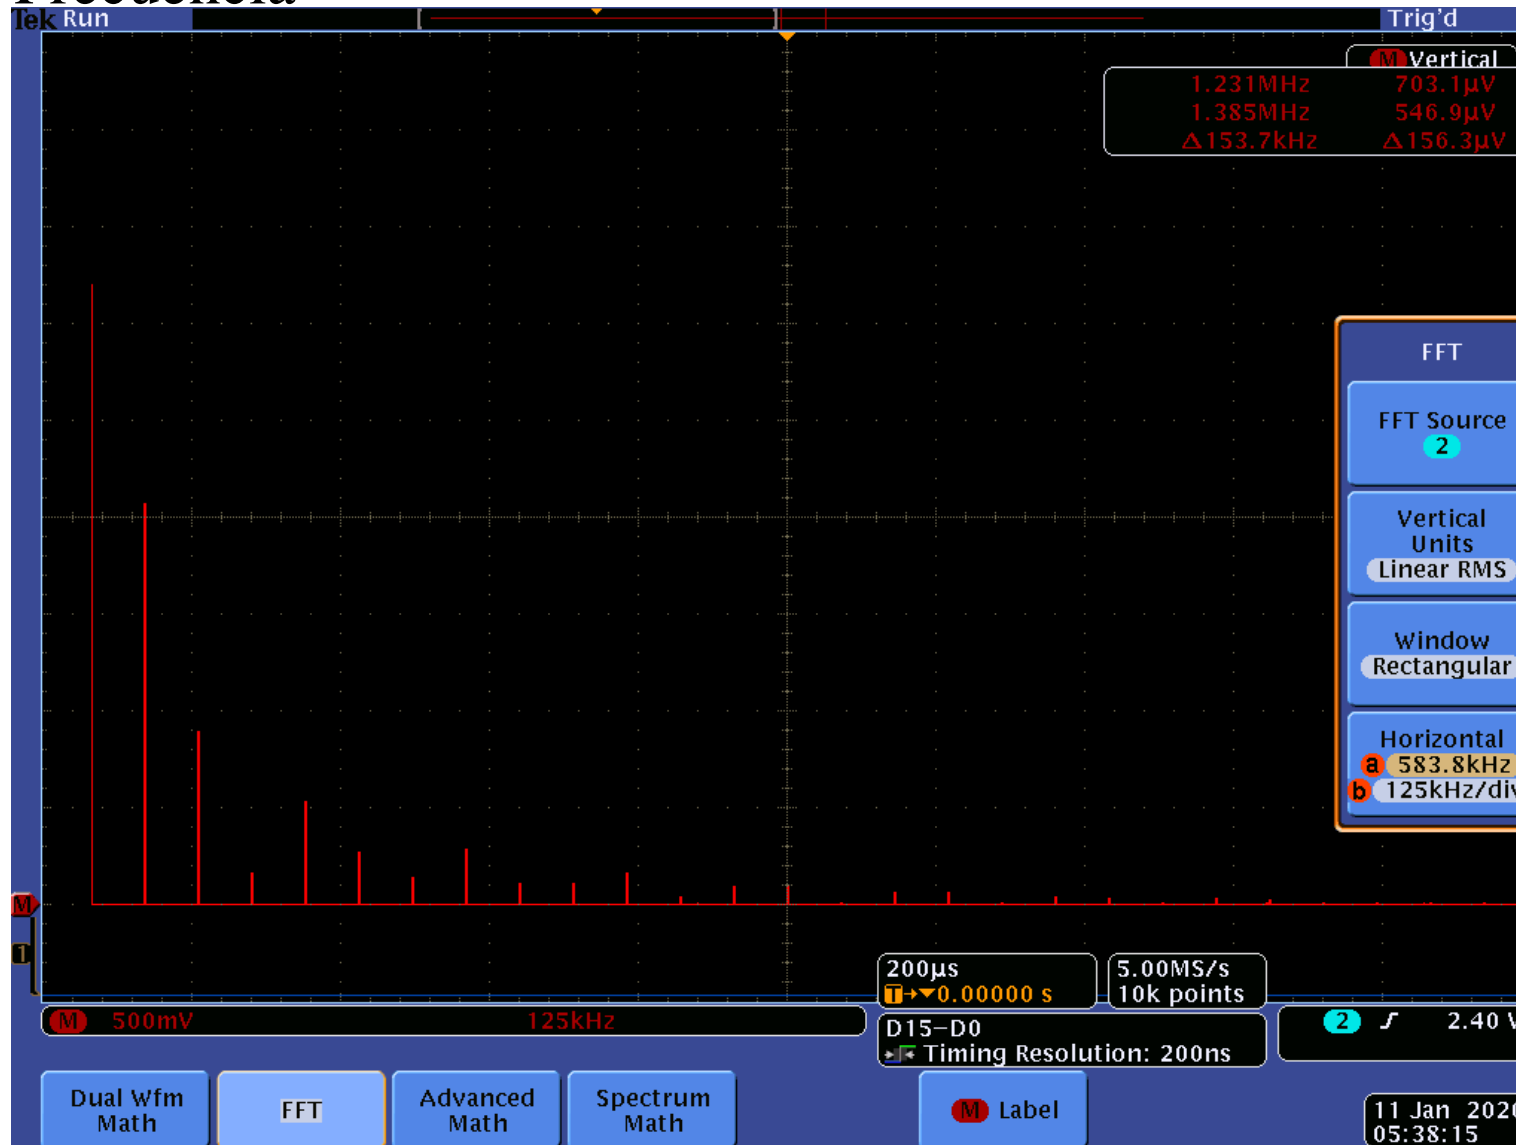 Tek Run
Trig'd
M Vertical
1.231MHz 703.1µV
1.385MHz 546.9µV
Δ153.7kHz Δ156.3µV
FFT
FFT Source
2
Vertical
Units
Linear RMS
Window
Rectangular
Horizontal
a 583.8kHz
b 125kHz/div
M
1
200µs
T→▼0.00000 s
5.00MS/s
10k points
M 500mV 125kHz
D15-D0
Timing Resolution: 200ns
2 2.40 V
Dual Wfm
Math
FFT
Advanced
Math
Spectrum
Math
M Label
11 Jan 202
05:38:15